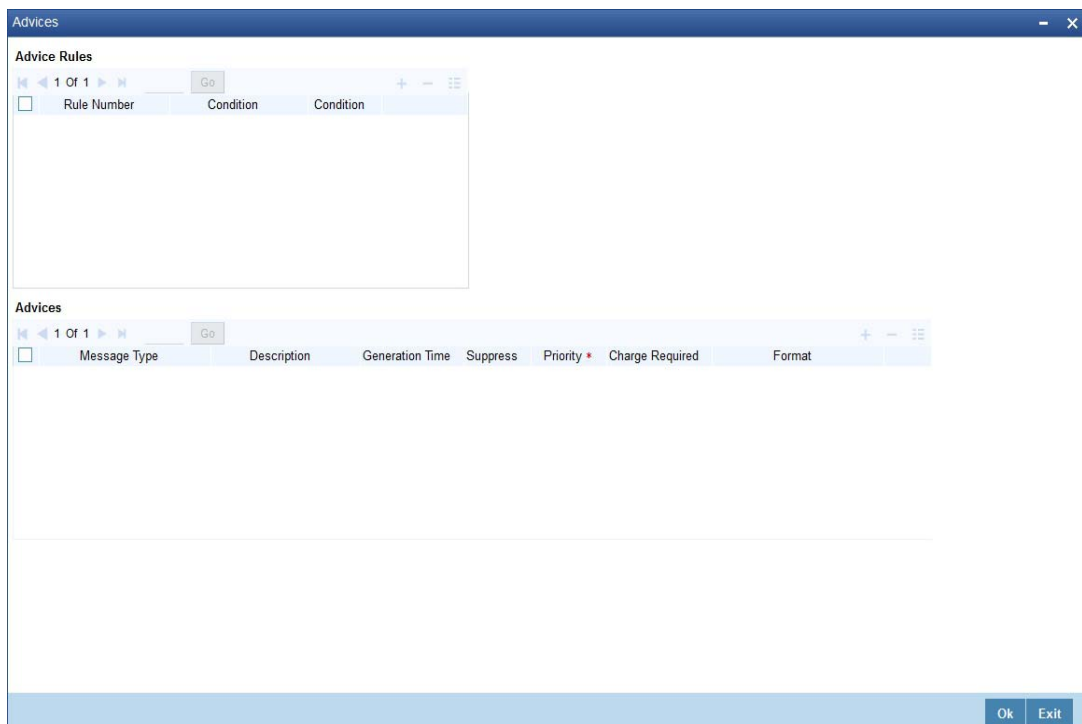 Advices
Advice Rules
1 Of 1 Go
Rule Number Condition Condition
Advices
1 Of 1 Go
Message Type Description Generation Time Suppress Priority * Charge Required Format
Ok Exit